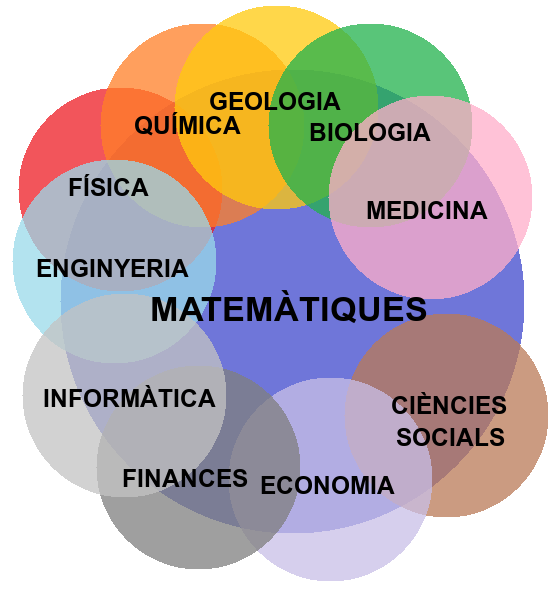 GEOLOGIA
QUÍMICA
BIOLOGIA
FÍSICA
MEDICINA
ENGINYERIA
MATEMÀTIQUES
INFORMÀTICA
CIÈNCIES
SOCIALS
FINANCES
ECONOMIA